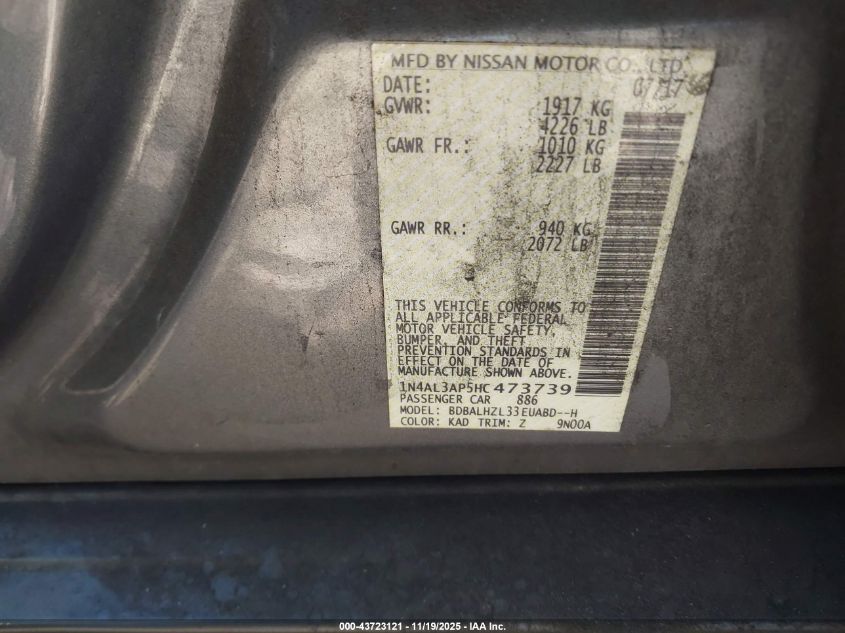 MFD BY NISSAN MOTOR CO., LTD
DATE: 07/17
GVWR: 1917 KG
4226 LB
GAWR FR.: 1010 KG
2227 LB
GAWR RR.: 940 KG
2072 LB
THIS VEHICLE CONFORMS TO
ALL APPLICABLE FEDERAL
MOTOR VEHICLE SAFETY,
BUMPER, AND THEFT
PREVENTION STANDARDS IN
EFFECT ON THE DATE OF
MANUFACTURE SHOWN ABOVE.
1N4AL3AP5HC473739
PASSENGER CAR 886
MODEL: BDBALHZL33EUABD--H
COLOR: KAD TRIM: Z 9N00A
000-43723121 - 11/19/2025 - IAA Inc.